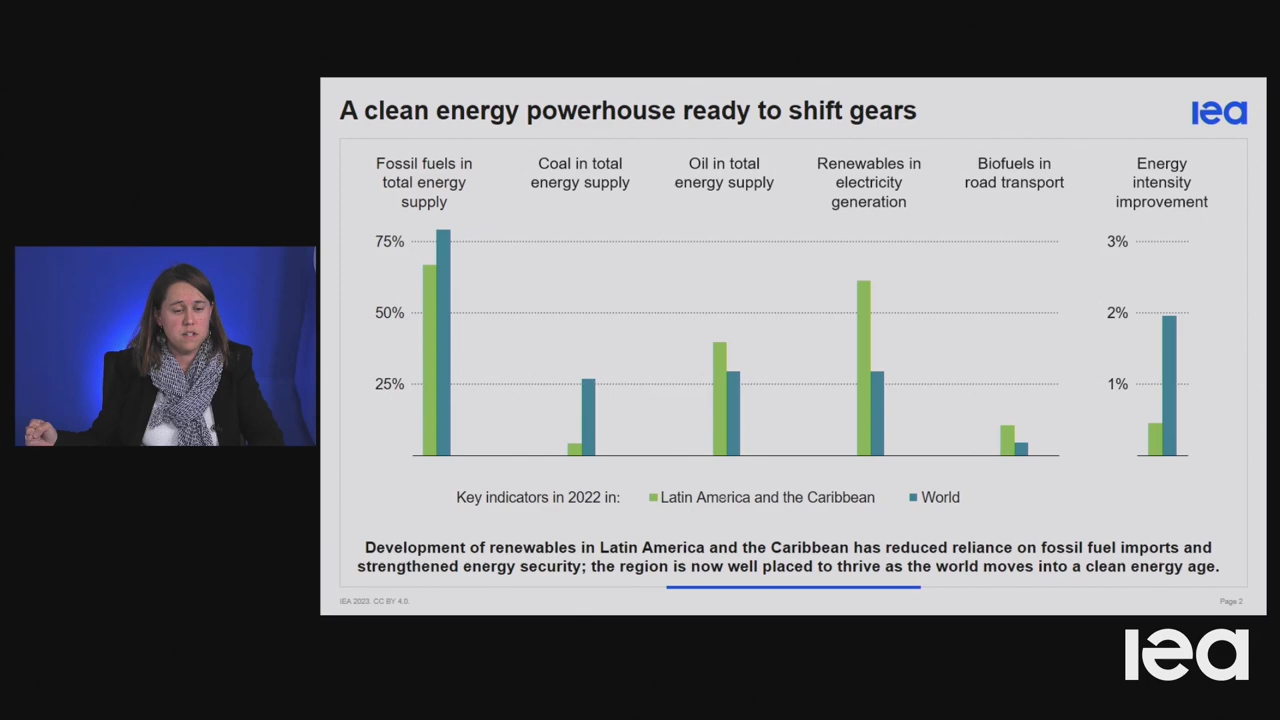 A clean energy powerhouse ready to shift gears
iea
Fossil fuels in
total energy
supply
Coal in total
energy supply
Oil in total
energy supply
Renewables in
electricity
generation
Biofuels in
road transport
Energy
intensity
improvement
75%
50%
25%
3%
2%
1%
Key indicators in 2022 in:
Latin America and the Caribbean
World
Development of renewables in Latin America and the Caribbean has reduced reliance on fossil fuel imports and
strengthened energy security; the region is now well placed to thrive as the world moves into a clean energy age.
IEA 2023. CC BY 4.0.
Page 2
iea